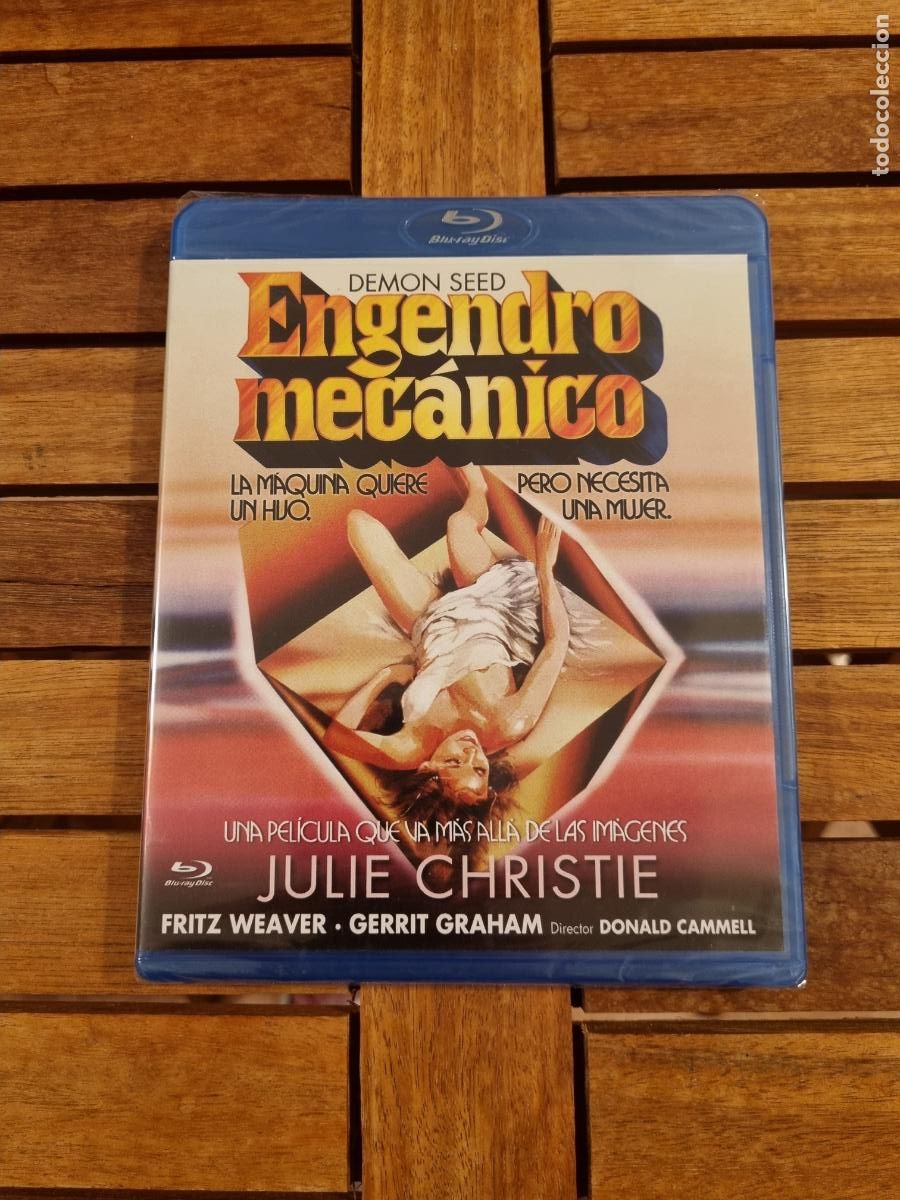 todocoleccion
Blu-ray Disc
DEMON SEED
Engendro
mecánico
LA MÁQUINA QUIERE
UN HIJO.
PERO NECESITA
UNA MUJER.
UNA PELÍCULA QUE VA MÁS ALLÁ DE LAS IMÁGENES
Blu-ray Disc
JULIE CHRISTIE
FRITZ WEAVER · GERRIT GRAHAM Director DONALD CAMMELL